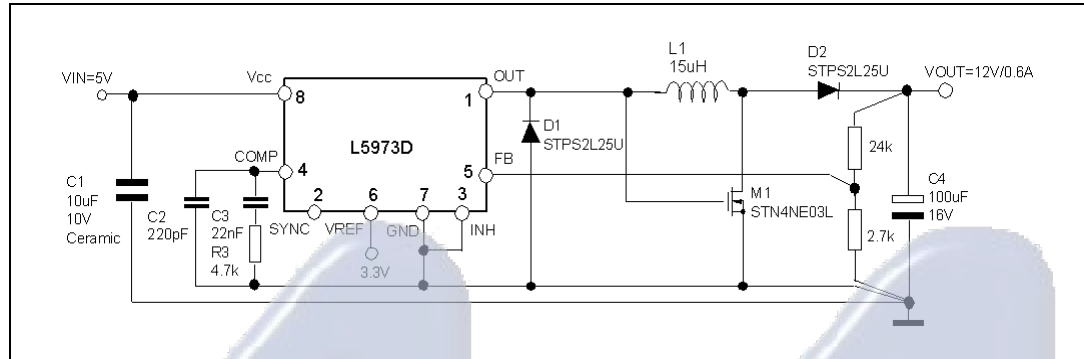 L1
15uH
D2
STPS2L25U
VOUT=12V/0.6A
VIN=5V
Vcc
OUT
8
1
D1
STPS2L25U
24k
L5973D
COMP
FB
4
5
C1
10uF
10V
Ceramic
C2
220pF
C3
22nF
R3
4.7k
2
6
7
3
SYNC
VREF
GND
INH
3.3V
M1
STN4NE03L
2.7k
C4
100uF
16V